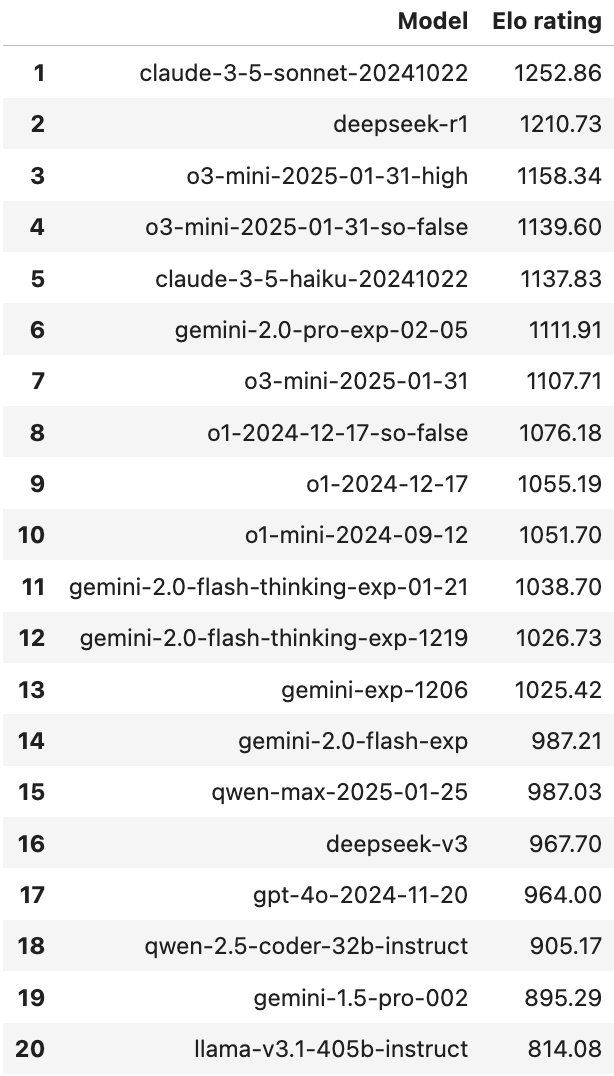 Model Elo rating
1 claude-3-5-sonnet-20241022 1252.86
2 deepseek-r1 1210.73
3 o3-mini-2025-01-31-high 1158.34
4 o3-mini-2025-01-31-so-false 1139.60
5 claude-3-5-haiku-20241022 1137.83
6 gemini-2.0-pro-exp-02-05 1111.91
7 o3-mini-2025-01-31 1107.71
8 o1-2024-12-17-so-false 1076.18
9 o1-2024-12-17 1055.19
10 o1-mini-2024-09-12 1051.70
11 gemini-2.0-flash-thinking-exp-01-21 1038.70
12 gemini-2.0-flash-thinking-exp-1219 1026.73
13 gemini-exp-1206 1025.42
14 gemini-2.0-flash-exp 987.21
15 qwen-max-2025-01-25 987.03
16 deepseek-v3 967.70
17 gpt-4o-2024-11-20 964.00
18 qwen-2.5-coder-32b-instruct 905.17
19 gemini-1.5-pro-002 895.29
20 llama-v3.1-405b-instruct 814.08